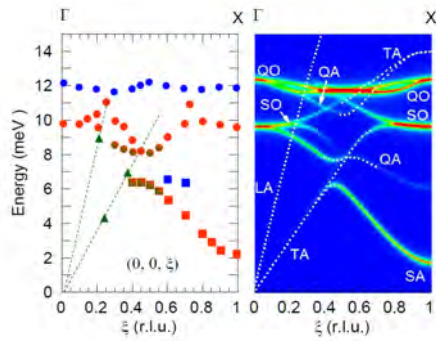 Γ X Γ X
14
12
10
8
6
4
2
0
Energy (meV)
(0, 0, ξ)
0 0.2 0.4 0.6 0.8 1
ξ (r.l.u.)
TA
QO QA
QO
SO SO
QA
LA
TA
SA
0 0.2 0.4 0.6 0.8 1
ξ (r.l.u.)